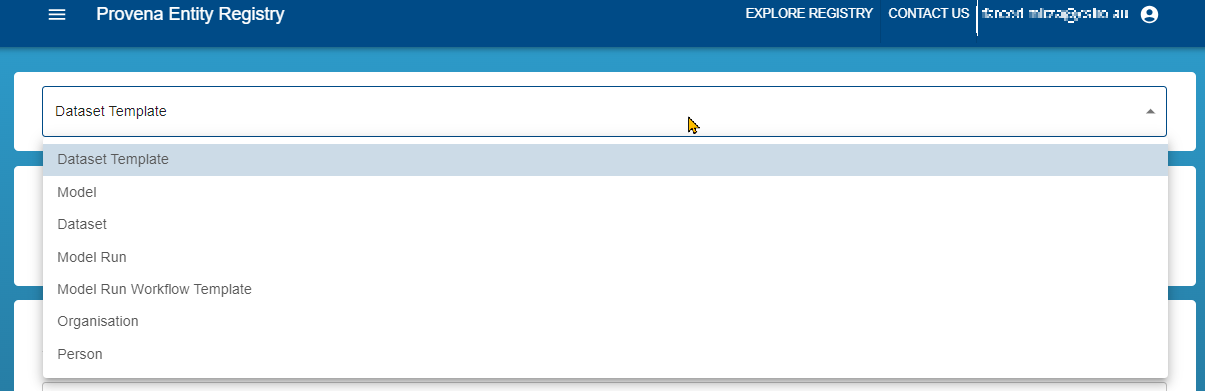 Provena Entity Registry
EXPLORE REGISTRY
CONTACT US
Dataset Template
Dataset Template
Model
Dataset
Model Run
Model Run Workflow Template
Organisation
Person